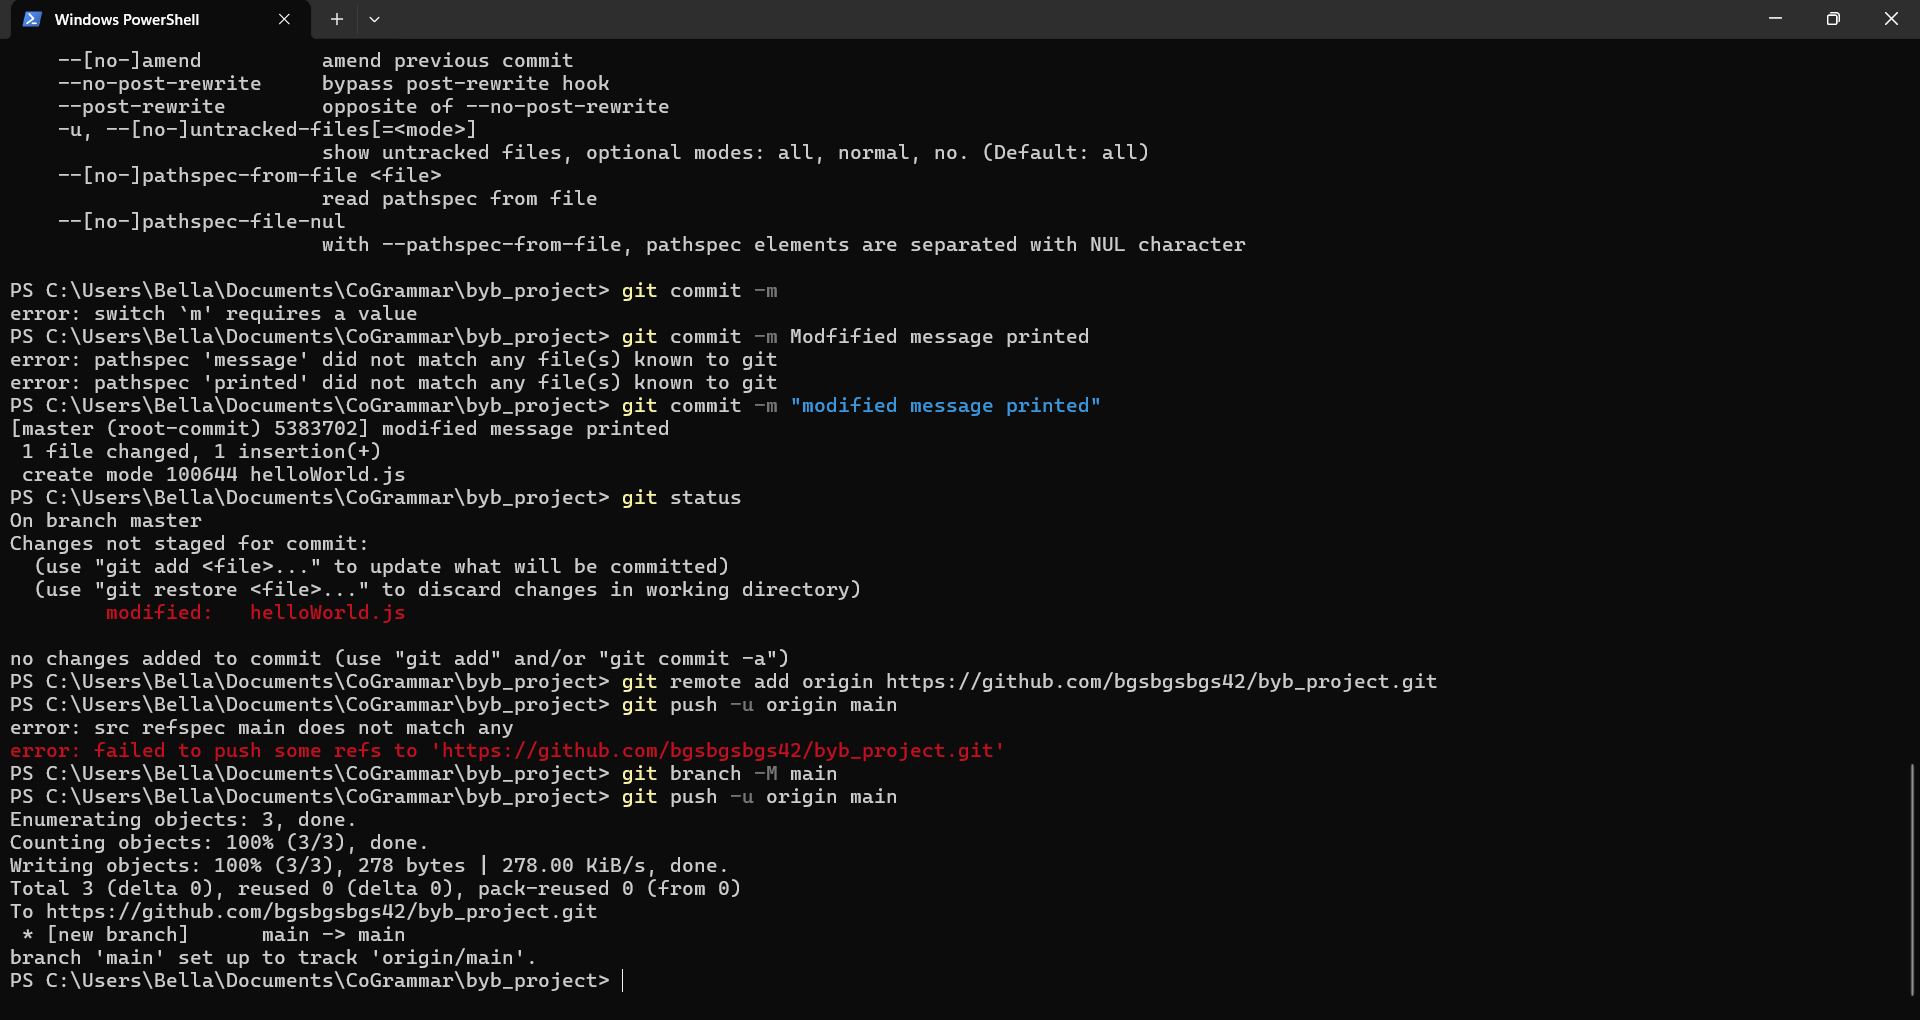 Windows PowerShell
    --[no-]amend          amend previous commit
    --no-post-rewrite     bypass post-rewrite hook
    --post-rewrite        opposite of --no-post-rewrite
    -u, --[no-]untracked-files[=<mode>]
                          show untracked files, optional modes: all, normal, no. (Default: all)
    --[no-]pathspec-from-file <file>
                          read pathspec from file
    --[no-]pathspec-file-nul
                          with --pathspec-from-file, pathspec elements are separated with NUL character
PS C:\Users\Bella\Documents\CoGrammar\byb_project> git commit -m
error: switch `m' requires a value
PS C:\Users\Bella\Documents\CoGrammar\byb_project> git commit -m Modfified message printed
error: pathspec 'message' did not match any file(s) known to git
error: pathspec 'printed' did not match any file(s) known to git
PS C:\Users\Bella\Documents\CoGrammar\byb_project> git commit -m "modified message printed"
[master (root-commit) 5383702] modified message printed
 1 file changed, 1 insertion(+)
 create mode 100644 helloWorld.js
PS C:\Users\Bella\Documents\CoGrammar\byb_project> git status
On branch master
Changes not staged for commit:
  (use "git add <file>..." to update what will be committed)
  (use "git restore <file>..." to discard changes in working directory)
        modified:   helloWorld.js
no changes added to commit (use "git add" and/or "git commit -a")
PS C:\Users\Bella\Documents\CoGrammar\byb_project> git remote add origin https://github.com/bgsbgsbgs42/byb_project.git
PS C:\Users\Bella\Documents\CoGrammar\byb_project> git push -u origin main
error: src refspec main does not match any
error: failed to push some refs to 'https://github.com/bgsbgsbgs42/byb_project.git'
PS C:\Users\Bella\Documents\CoGrammar\byb_project> git branch -M main
PS C:\Users\Bella\Documents\CoGrammar\byb_project> git push -u origin main
Enumerating objects: 3, done.
Counting objects: 100% (3/3), done.
Writing objects: 100% (3/3), 278 bytes | 278.00 KiB/s, done.
Total 3 (delta 0), reused 0 (delta 0), pack-reused 0 (from 0)
To https://github.com/bgsbgsbgs42/byb_project.git
 * [new branch]      main -> main
branch 'main' set up to track 'origin/main'.
PS C:\Users\Bella\Documents\CoGrammar\byb_project>